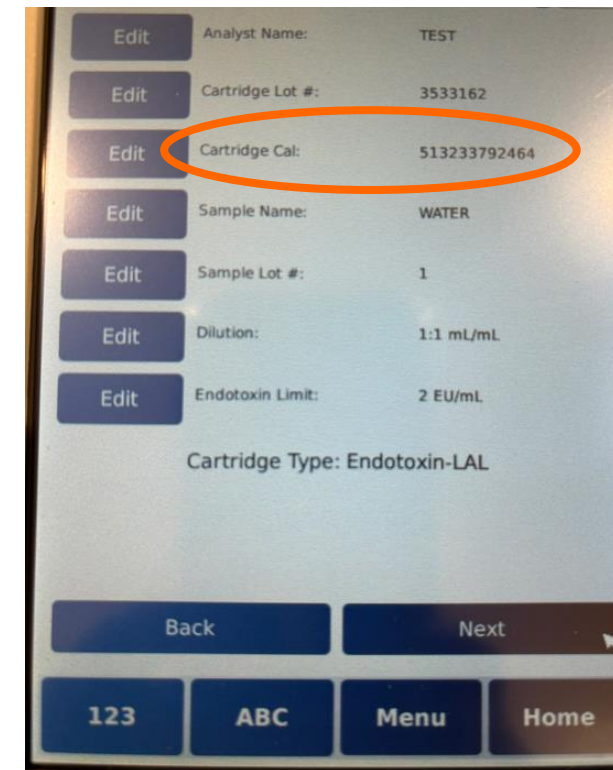 Edit Analyst Name: TEST
Edit Cartridge Lot #: 3533162
Edit Cartridge Cal: 513233792464
Edit Sample Name: WATER
Edit Sample Lot #: 1
Edit Dilution: 1:1 mL/mL
Edit Endotoxin Limit: 2 EU/mL
Cartridge Type: Endotoxin-LAL
Back Next
123 ABC Menu Home